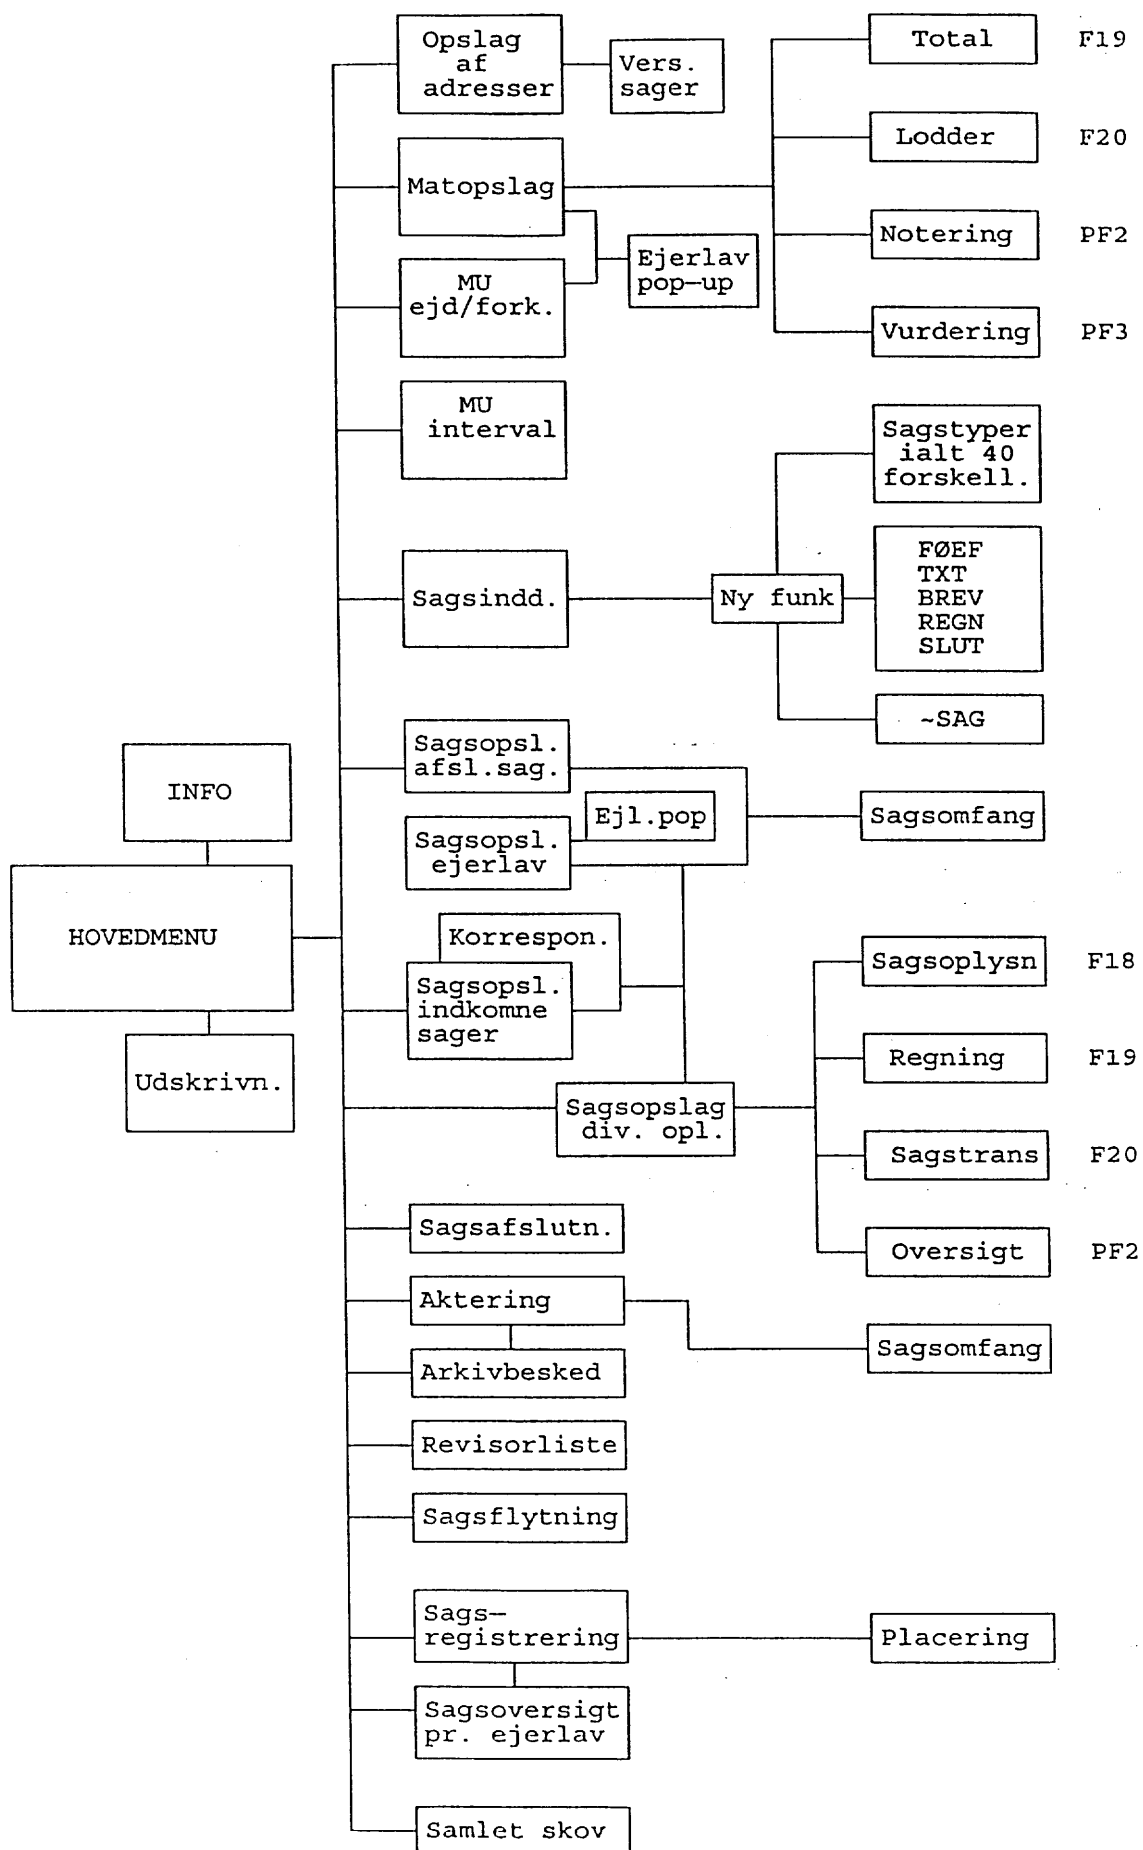 Opslag
af
adresser
Vers.
sager
Total F19
Lodder F20
Matopslag
Notering PF2
Ejerlav
pop-up
MU
ejd/fork.
Vurdering PF3
MU
interval
Sagstyper
ialt 40
forskell.
Sagsindd.
Ny funk
FØEF
TXT
BREV
REGN
SLUT
~SAG
Sagsopsl.
afsl.sag.
INFO
Ejl.pop
Sagsomfang
Sagsopsl.
ejerlav
HOVEDMENU
Korrespon.
Sagsopsl.
indkomne
sager
Sagsoplysn F18
Udskrivn.
Regning F19
Sagsopslag
div. opl.
Sagstrans F20
Sagsafslutn.
Oversigt PF2
Aktering
Sagsomfang
Arkivbesked
Revisorliste
Sagsflytning
Sags-
registrering
Placering
Sagsoversigt
pr. ejerlav
Samlet skov